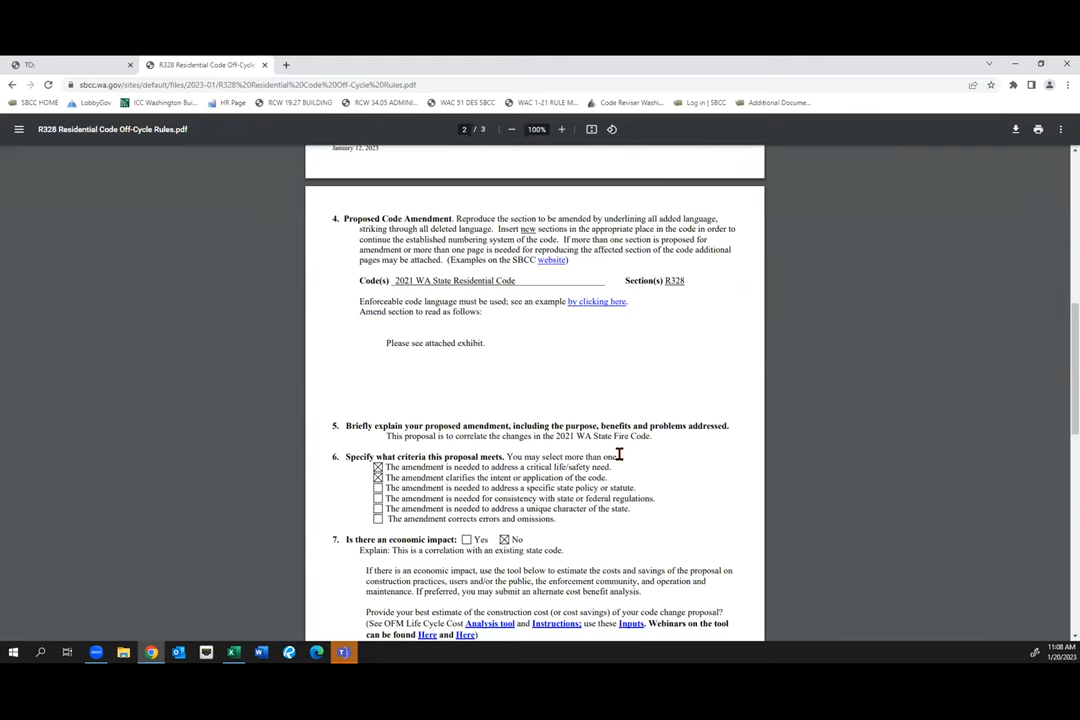 TO:
R328 Residential Code Off-Cycle R
sbcc.wa.gov/sites/default/files/2023-01/R328%20Residential%20Code%20Off-Cycle%20Rules.pdf
SBCC HOME LobbyGov ICC Washington Bui... HR Page RCW 19.27 BUILDING RCW 34.05 ADMINI... WAC 51 DES SBCC WAC 1-21 RULE M... Code Reviser Washi... Log in | SBCC Additional Docume...
R328 Residential Code Off-Cycle Rules.pdf
2 / 3
100%
January 12, 2023
4. Proposed Code Amendment. Reproduce the section to be amended by underlining all added language,
striking through all deleted language. Insert new sections in the appropriate place in the code in order to
continue the established numbering system of the code. If more than one section is proposed for
amendment or more than one page is needed for reproducing the affected section of the code additional
pages may be attached. (Examples on the SBCC website)
Code(s) 2021 WA State Residential Code Section(s) R328
Enforceable code language must be used; see an example by clicking here.
Amend section to read as follows:
Please see attached exhibit.
5. Briefly explain your proposed amendment, including the purpose, benefits and problems addressed.
This proposal is to correlate the changes in the 2021 WA State Fire Code.
6. Specify what criteria this proposal meets. You may select more than one.
The amendment is needed to address a critical life/safety need.
The amendment clarifies the intent or application of the code.
The amendment is needed to address a specific state policy or statute.
The amendment is needed for consistency with state or federal regulations.
The amendment is needed to address a unique character of the state.
The amendment corrects errors and omissions.
7. Is there an economic impact: Yes No
Explain: This is a correlation with an existing state code.
If there is an economic impact, use the tool below to estimate the costs and savings of the proposal on
construction practices, users and/or the public, the enforcement community, and operation and
maintenance. If preferred, you may submit an alternate cost benefit analysis.
Provide your best estimate of the construction cost (or cost savings) of your code change proposal?
(See OFM Life Cycle Cost Analysis tool and Instructions; use these Inputs. Webinars on the tool
can be found Here and Here)
11:08 AM
1/20/2023